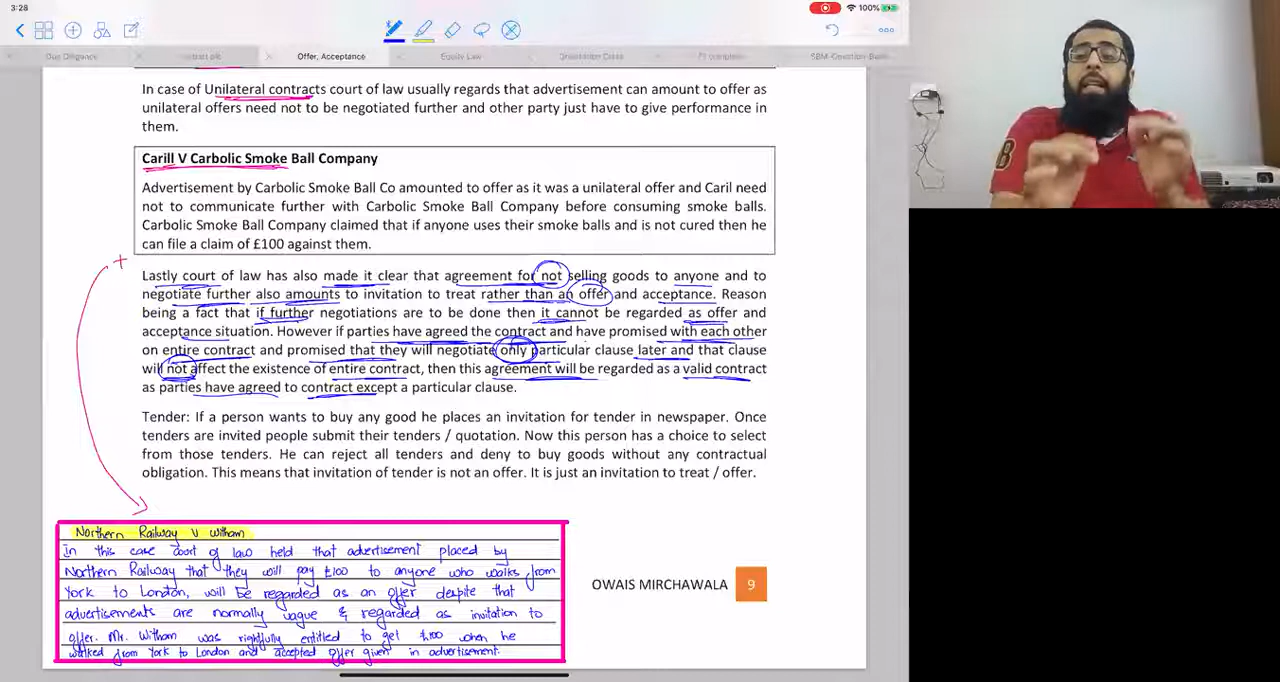 3:28
100%
Due Diligence
Offer, Acceptance
Equity Law
Orientation Class
In case of Unilateral contracts court of law usually regards that advertisement can amount to offer as
unilateral offers need not to be negotiated further and other party just have to give performance in
them.
Carill V Carbolic Smoke Ball Company
Advertisement by Carbolic Smoke Ball Co amounted to offer as it was a unilateral offer and Caril need
not to communicate further with Carbolic Smoke Ball Company before consuming smoke balls.
Carbolic Smoke Ball Company claimed that if anyone uses their smoke balls and is not cured then he
can file a claim of £100 against them.
Lastly court of law has also made it clear that agreement for not selling goods to anyone and to
negotiate further also amounts to invitation to treat rather than an offer and acceptance. Reason
being a fact that if further negotiations are to be done then it cannot be regarded as offer and
acceptance situation. However if parties have agreed the contract and have promised with each other
on entire contract and promised that they will negotiate only particular clause later and that clause
will not affect the existence of entire contract, then this agreement will be regarded as a valid contract
as parties have agreed to contract except a particular clause.
Tender: If a person wants to buy any good he places an invitation for tender in newspaper. Once
tenders are invited people submit their tenders / quotation. Now this person has a choice to select
from those tenders. He can reject all tenders and deny to buy goods without any contractual
obligation. This means that invitation of tender is not an offer. It is just an invitation to treat / offer.
Northern Railway V Witham
In this case court of law held that advertisement placed by
Northern Railway that they will pay £100 to anyone who walks from
York to London, will be regarded as an offer despite that
advertisements are normally vague & regarded as invitation to
offer. Mr. Witham was rightfully entitled to get £100 when he
walked from York to London and accepted offer given in advertisement.
OWAIS MIRCHAWALA 9
B